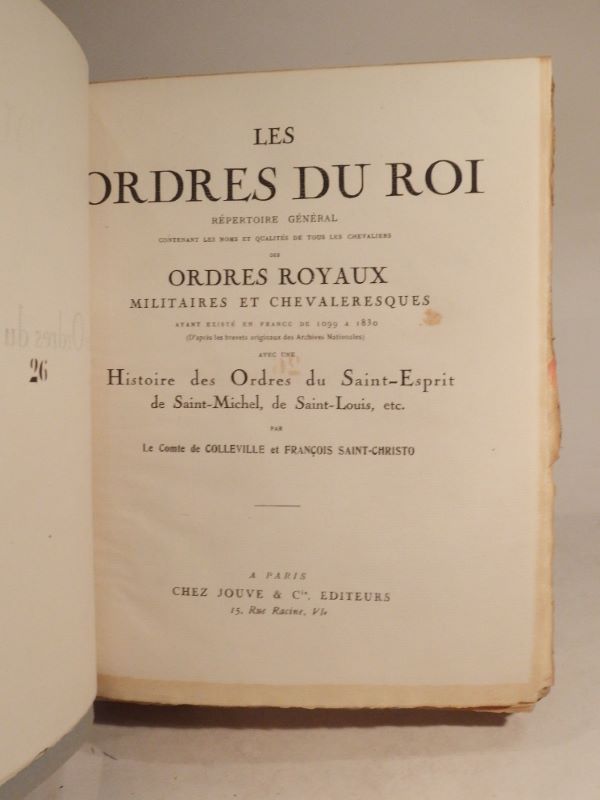 LES
ORDRES DU ROI
RÉPERTOIRE GÉNÉRAL
CONTENANT LES NOMS ET QUALITÉS DE TOUS LES CHEVALIERS
DES
ORDRES ROYAUX
MILITAIRES ET CHEVALERESQUES
AYANT EXISTÉ EN FRANCE DE 1099 A 1830
(D'après les brevets originaux des Archives Nationales)
AVEC UNE
Histoire des Ordres du Saint-Esprit
de Saint-Michel, de Saint-Louis, etc.
PAR
Le Comte de COLLEVILLE et FRANÇOIS SAINT-CHRISTO
A PARIS
CHEZ JOUVE & Cie, EDITEURS
15, Rue Racine, VIe
26